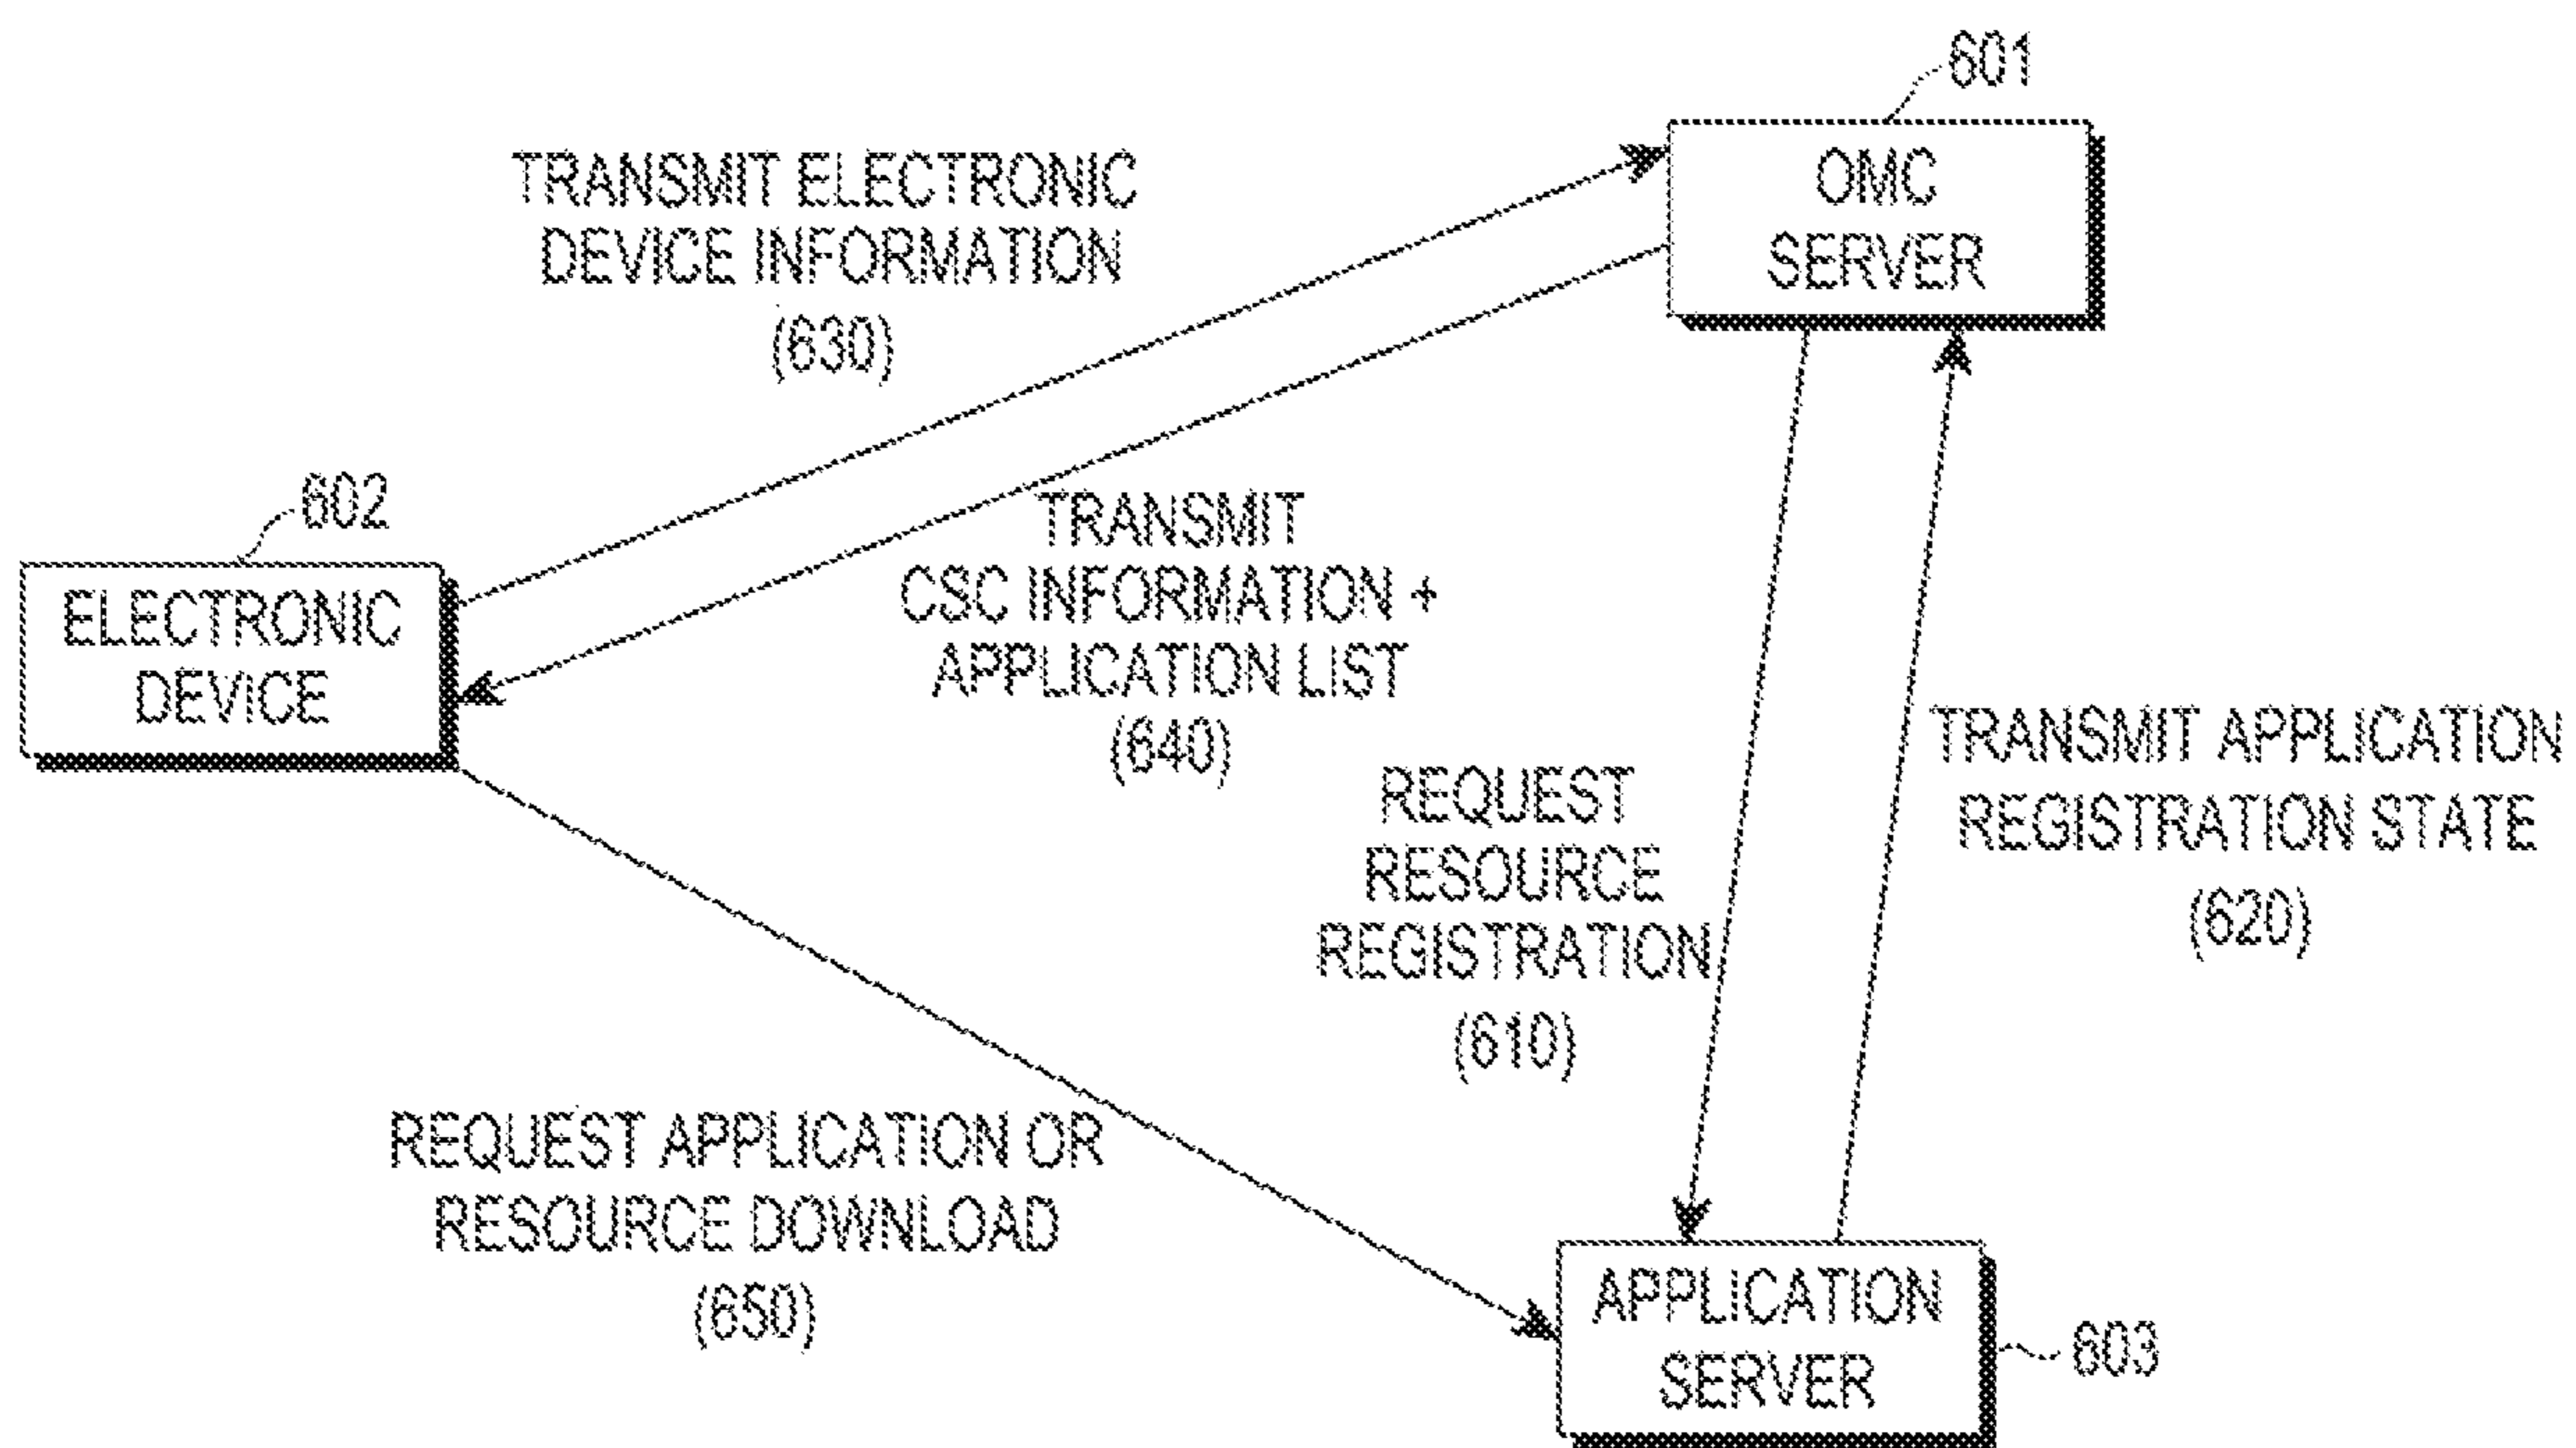 601
OMC
SERVER
TRANSMIT ELECTRONIC
DEVICE INFORMATION
(630)
602
ELECTRONIC
DEVICE
TRANSMIT
CSC INFORMATION +
APPLICATION LIST
(640)
REQUEST
RESOURCE
REGISTRATION
(610)
TRANSMIT APPLICATION
REGISTRATION STATE
(620)
REQUEST APPLICATION OR
RESOURCE DOWNLOAD
(650)
APPLICATION
SERVER
603